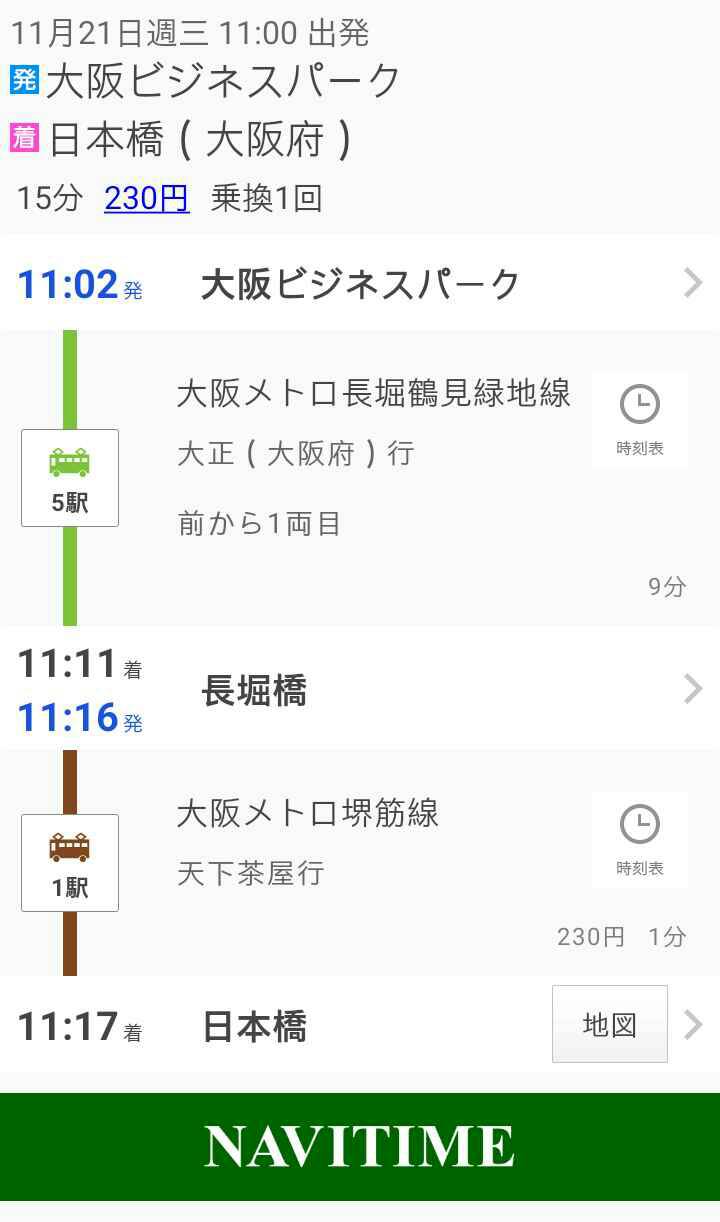 11月21日週三 11:00 出発
発 大阪ビジネスパーク
着 日本橋 ( 大阪府 )
15分 230円 乗換1回
11:02 発 大阪ビジネスパーク
大阪メトロ長堀鶴見緑地線
時刻表
大正 ( 大阪府 ) 行
5駅
前から1両目
9分
11:11 着
長堀橋
11:16 発
大阪メトロ堺筋線
時刻表
天下茶屋行
1駅
230円 1分
11:17 着 日本橋 地図
NAVITIME